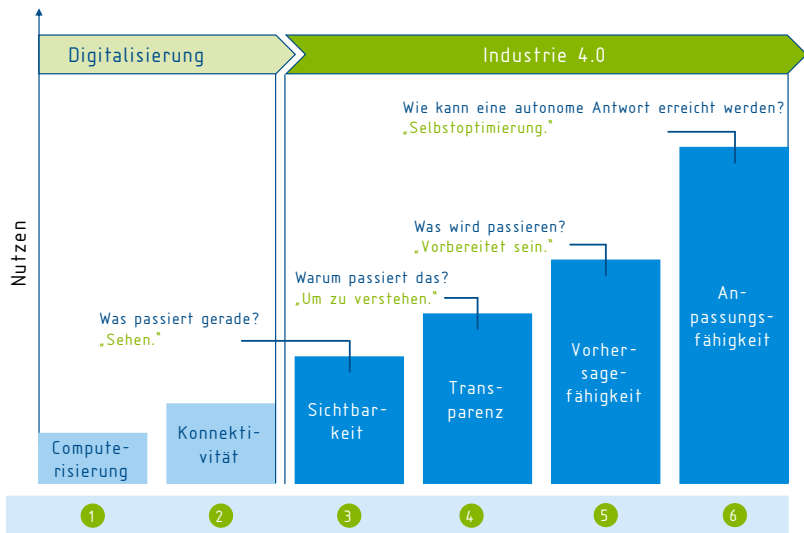 Digitalisierung
Industrie 4.0
Wie kann eine autonome Antwort erreicht werden?
„Selbstoptimierung."
Was wird passieren?
„Vorbereitet sein."
Warum passiert das?
„Um zu verstehen."
Was passiert gerade?
„Sehen."
Nutzen
Compute-
risierung
Konnekti-
vität
Sichtbar-
keit
Trans-
parenz
Vorher-
sage-
fähigkeit
An-
passungs-
fähigkeit
1
2
3
4
5
6